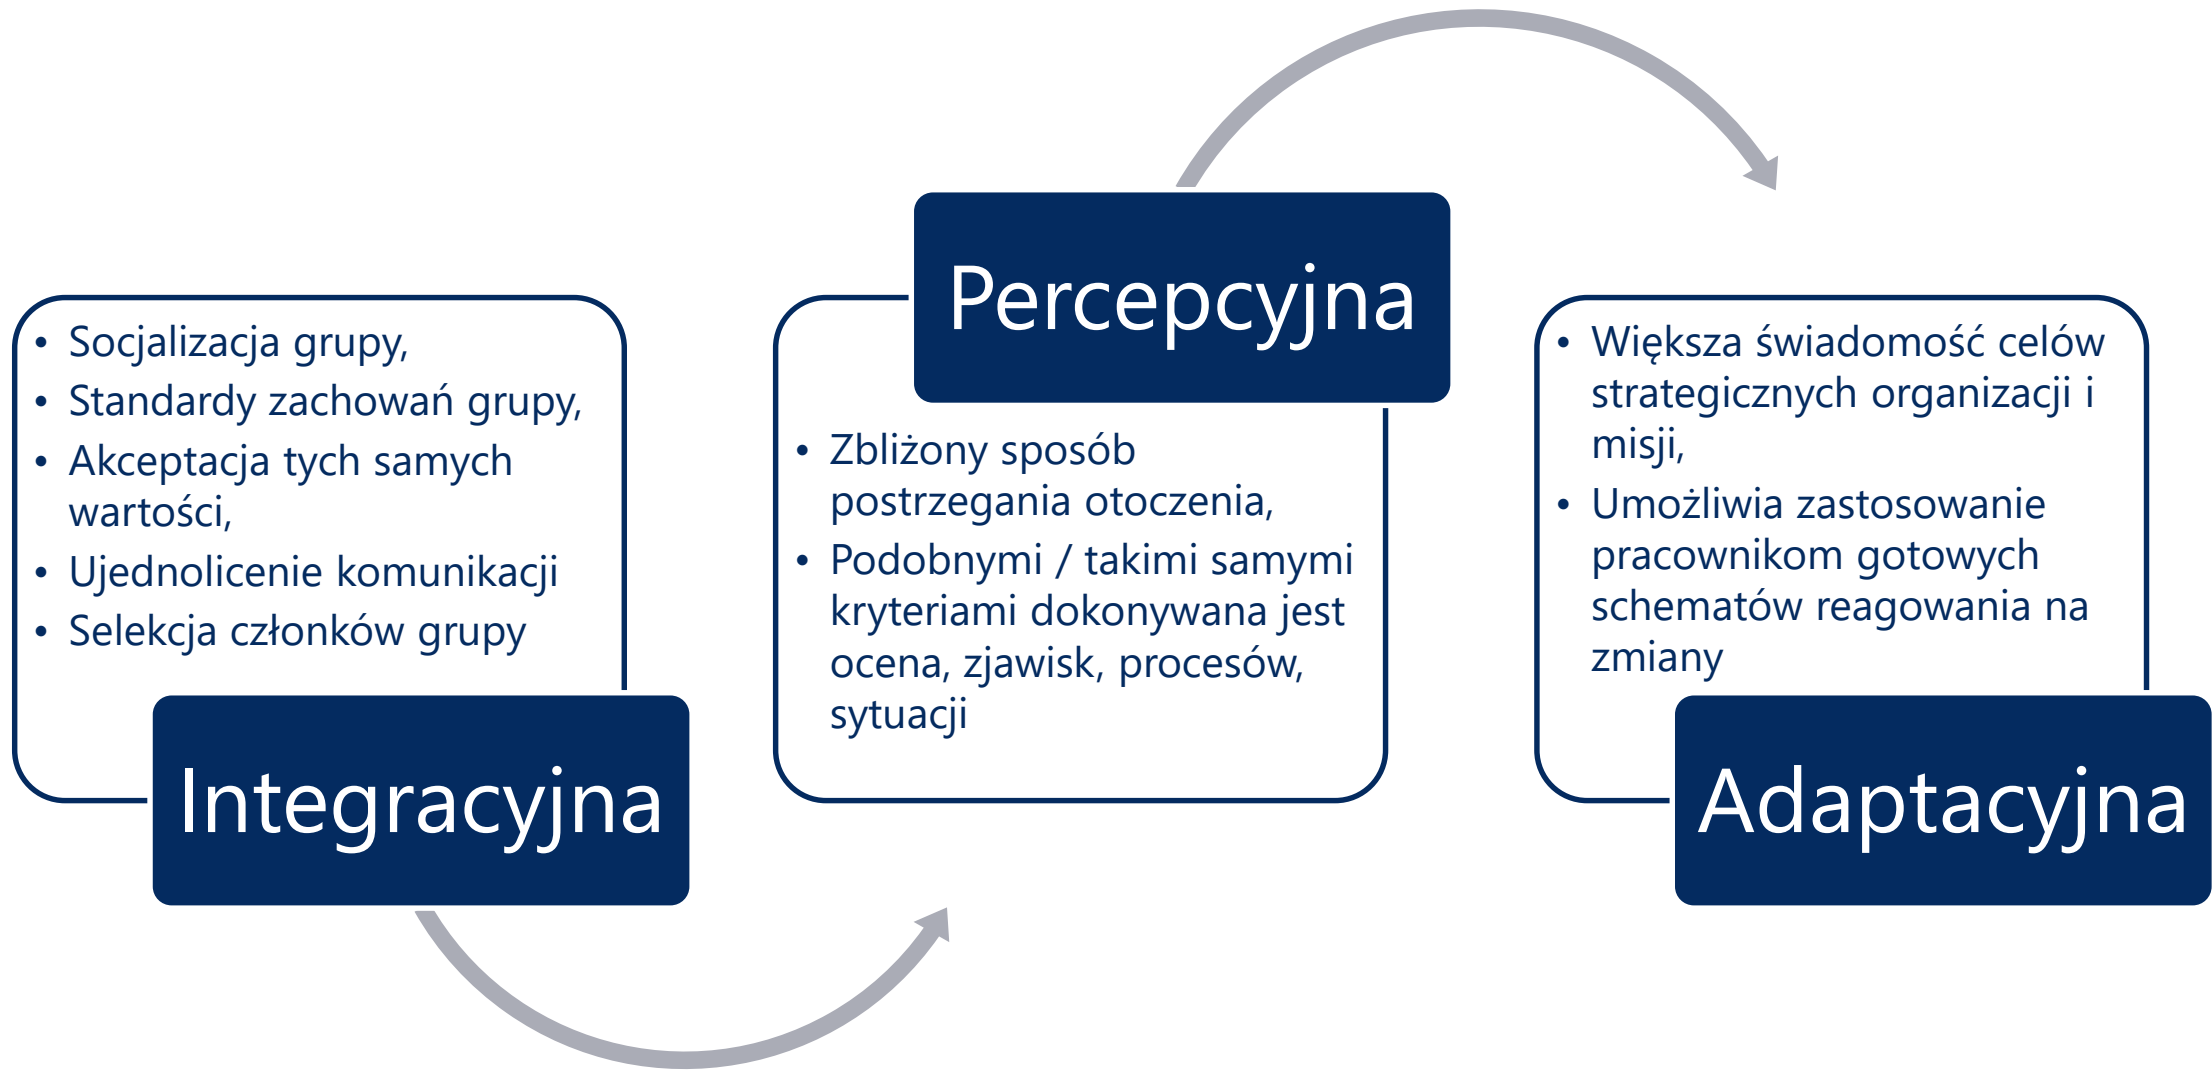 • Socjalizacja grupy,
• Standardy zachowań grupy,
• Akceptacja tych samych
wartości,
• Ujednolicenie komunikacji
• Selekcja członków grupy
Integracyjna
Percepcyjna
• Zbliżony sposób
postrzegania otoczenia,
• Podobnymi / takimi samymi
kryteriami dokonywana jest
ocena, zjawisk, procesów,
sytuacji
• Większa świadomość celów
strategicznych organizacji i
misji,
• Umożliwia zastosowanie
pracownikom gotowych
schematów reagowania na
zmiany
Adaptacyjna